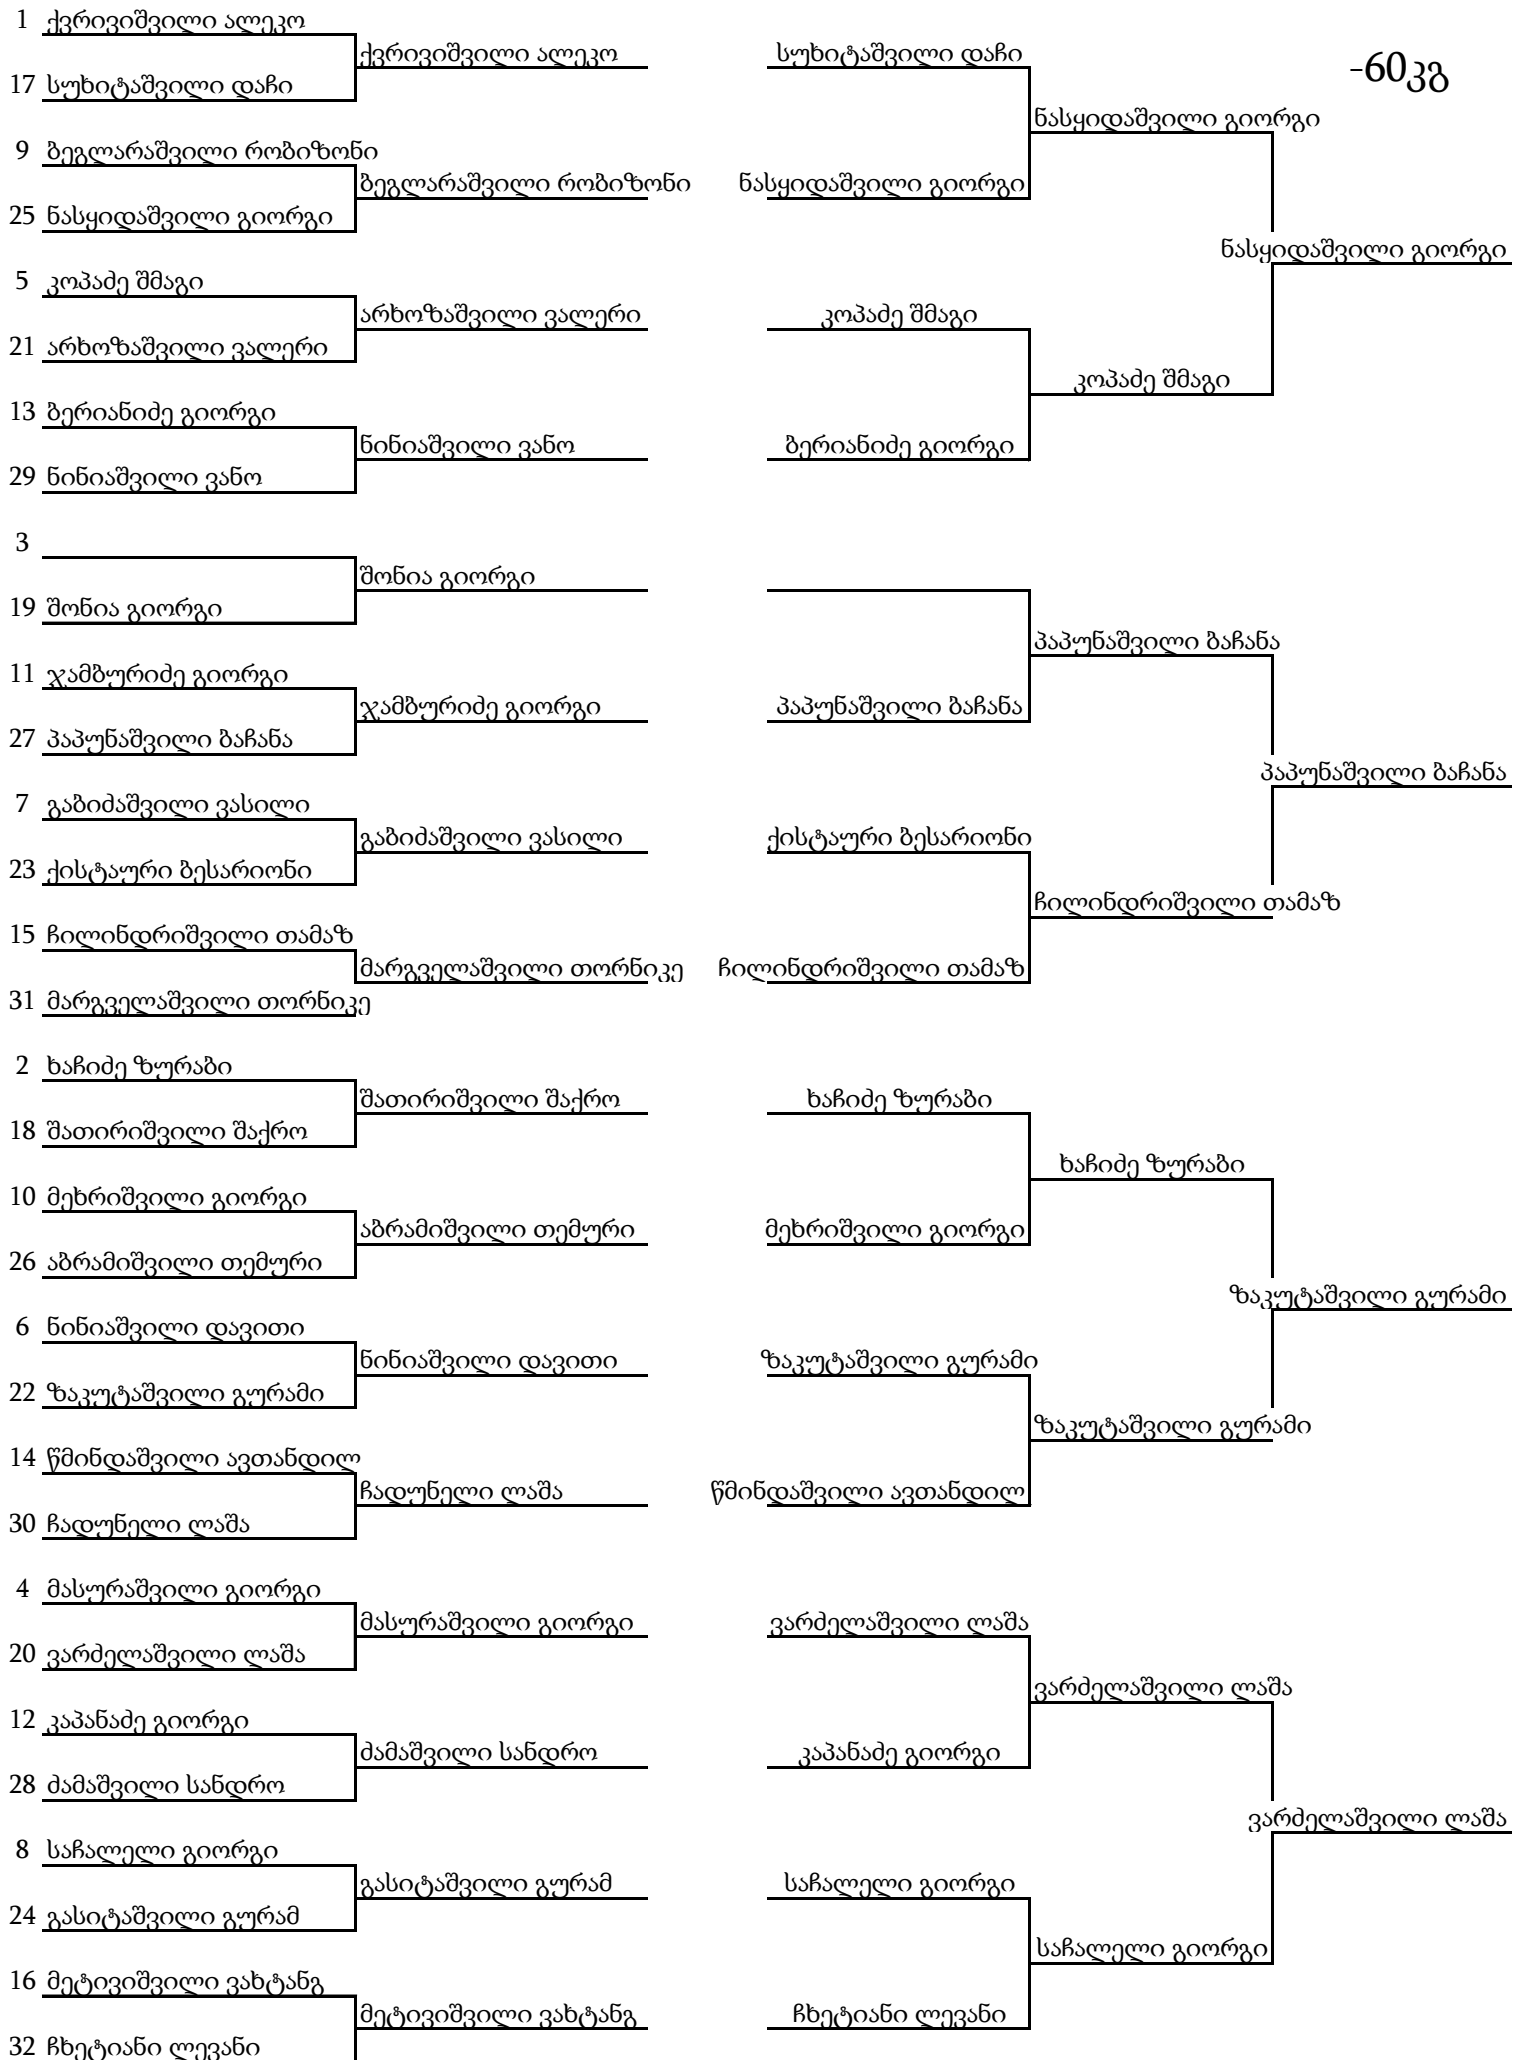 1 ქვრივიშვილი ალეკო
ქვრივიშვილი ალეკო
სუხიტაშვილი დაჩი
-60კგ
17 სუხიტაშვილი დაჩი
ნასყიდაშვილი გიორგი
9 ბეგლარაშვილი რობიზონი
ბეგლარაშვილი რობიზონი
ნასყიდაშვილი გიორგი
25 ნასყიდაშვილი გიორგი
ნასყიდაშვილი გიორგი
5 კოპაძე შმაგი
არხოზაშვილი ვალერი
კოპაძე შმაგი
21 არხოზაშვილი ვალერი
კოპაძე შმაგი
13 ბერიანიძე გიორგი
ნინიაშვილი ვანო
ბერიანიძე გიორგი
29 ნინიაშვილი ვანო
3
შონია გიორგი
19 შონია გიორგი
პაპუნაშვილი ბაჩანა
11 ჯამბურიძე გიორგი
ჯამბურიძე გიორგი
პაპუნაშვილი ბაჩანა
27 პაპუნაშვილი ბაჩანა
პაპუნაშვილი ბაჩანა
7 გაბიძაშვილი ვასილი
გაბიძაშვილი ვასილი
ქისტაური ბესარიონი
23 ქისტაური ბესარიონი
ჩილინდრიშვილი თამაზ
15 ჩილინდრიშვილი თამაზ
მარგველაშვილი თორნიკე
ჩილინდრიშვილი თამაზ
31 მარგველაშვილი თორნიკე
2 ხაჩიძე ზურაბი
შათირიშვილი შაქრო
ხაჩიძე ზურაბი
18 შათირიშვილი შაქრო
ხაჩიძე ზურაბი
10 მეხრიშვილი გიორგი
აბრამიშვილი თემური
მეხრიშვილი გიორგი
26 აბრამიშვილი თემური
ზაკუტაშვილი გურამი
6 ნინიაშვილი დავითი
ნინიაშვილი დავითი
ზაკუტაშვილი გურამი
22 ზაკუტაშვილი გურამი
ზაკუტაშვილი გურამი
14 წმინდაშვილი ავთანდილ
ჩადუნელი ლაშა
წმინდაშვილი ავთანდილ
30 ჩადუნელი ლაშა
4 მასურაშვილი გიორგი
მასურაშვილი გიორგი
ვარძელაშვილი ლაშა
20 ვარძელაშვილი ლაშა
ვარძელაშვილი ლაშა
12 კაპანაძე გიორგი
ძამაშვილი სანდრო
კაპანაძე გიორგი
28 ძამაშვილი სანდრო
ვარძელაშვილი ლაშა
8 საჩალელი გიორგი
გასიტაშვილი გურამ
საჩალელი გიორგი
24 გასიტაშვილი გურამ
საჩალელი გიორგი
16 მეტივიშვილი ვახტანგ
მეტივიშვილი ვახტანგ
ჩხეტიანი ლევანი
32 ჩხეტიანი ლევანი